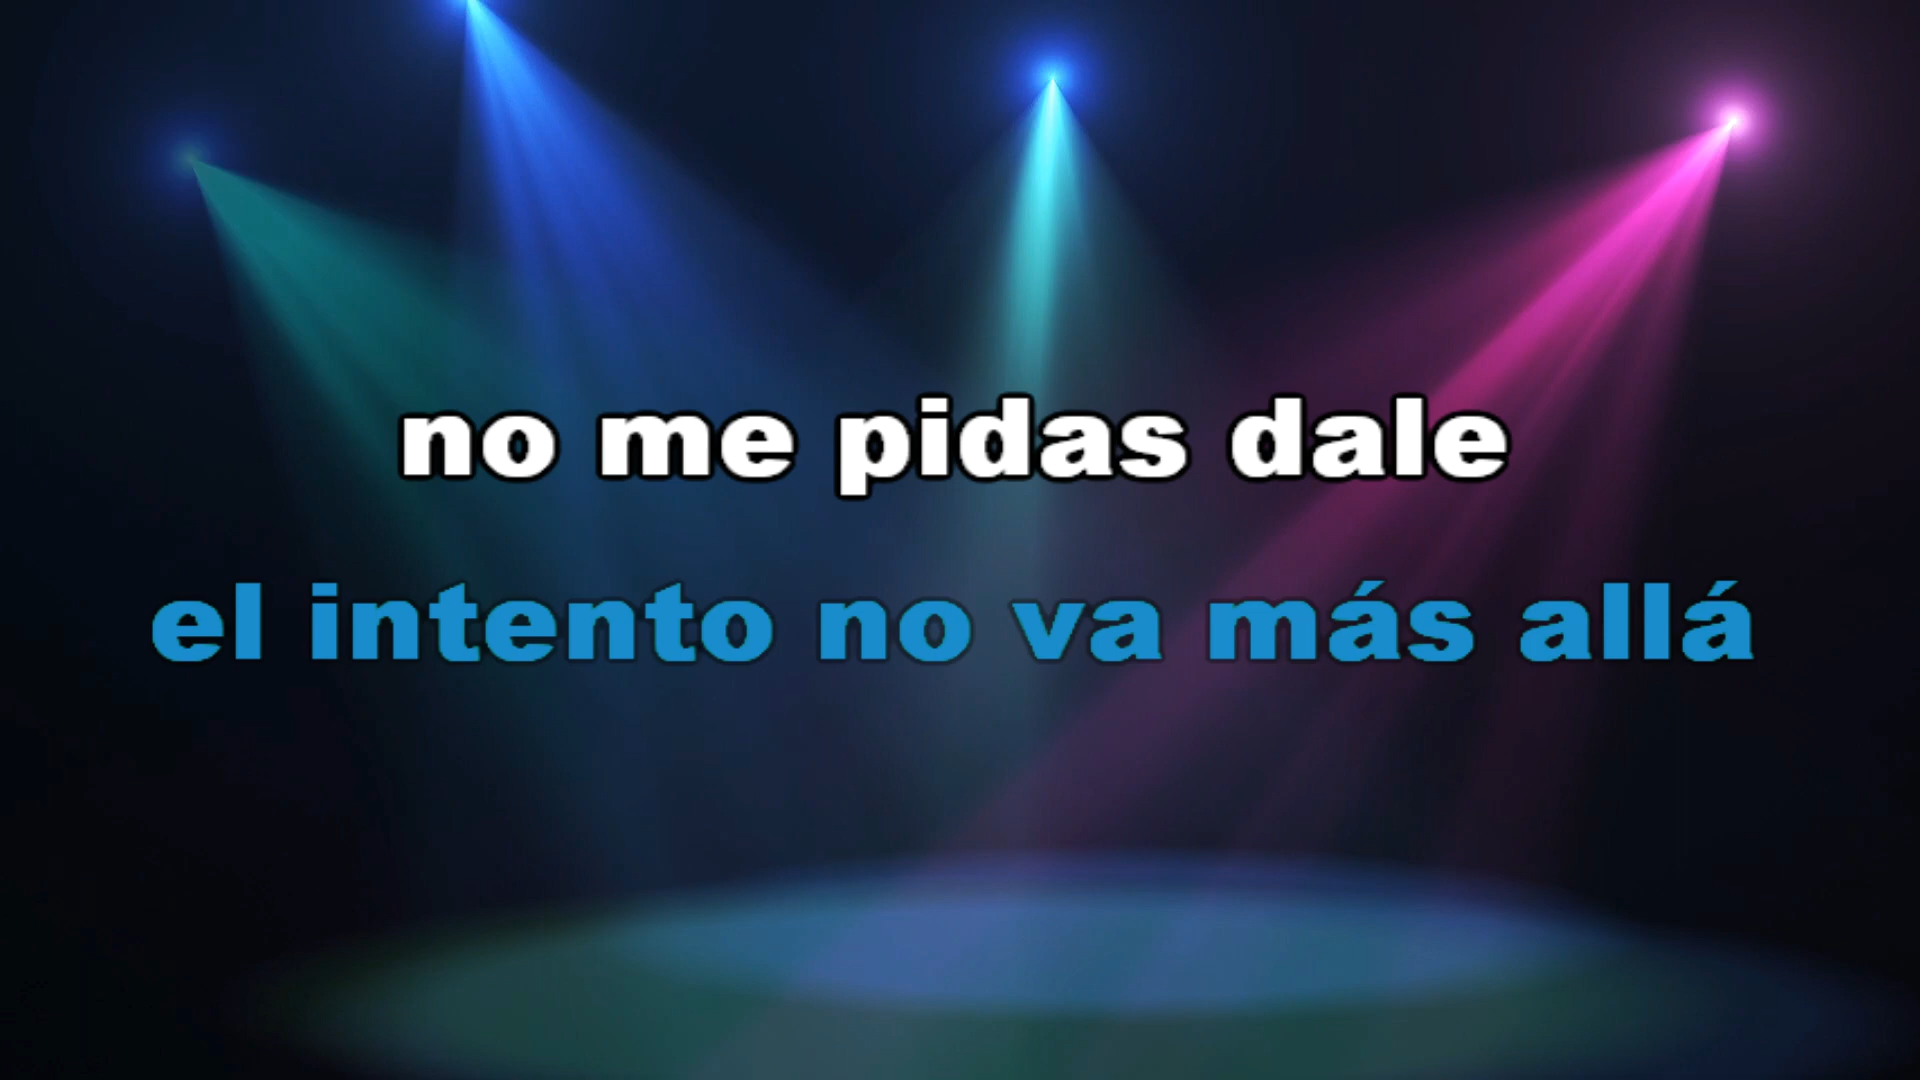 no me pidas dale
el intento no va más allá